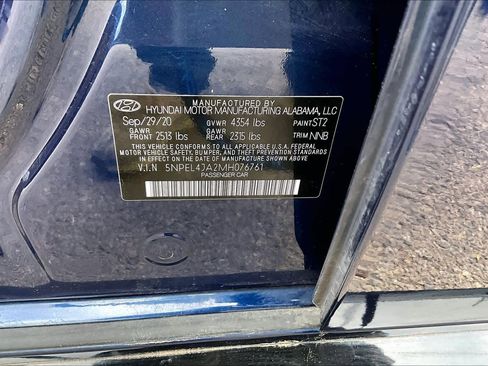 MANUFACTURED BY
HYUNDAI MOTOR MANUFACTURING ALABAMA, LLC
Sep/29/20 GVWR 4354 lbs PAINT ST2
GAWR FRONT 2513 lbs GAWR REAR 2315 lbs TRIM NNB
THIS VEHICLE CONFORMS TO ALL APPLICABLE U.S.A FEDERAL
MOTOR VEHICLE SAFETY, BUMPER, AND THEFT PREVENTION
STANDARDS IN EFFECT ON THE DATE OF MANUFACTURE SHOWN ABOVE.
V.I.N 5NPEL4JA2MH076761
PASSENGER CAR